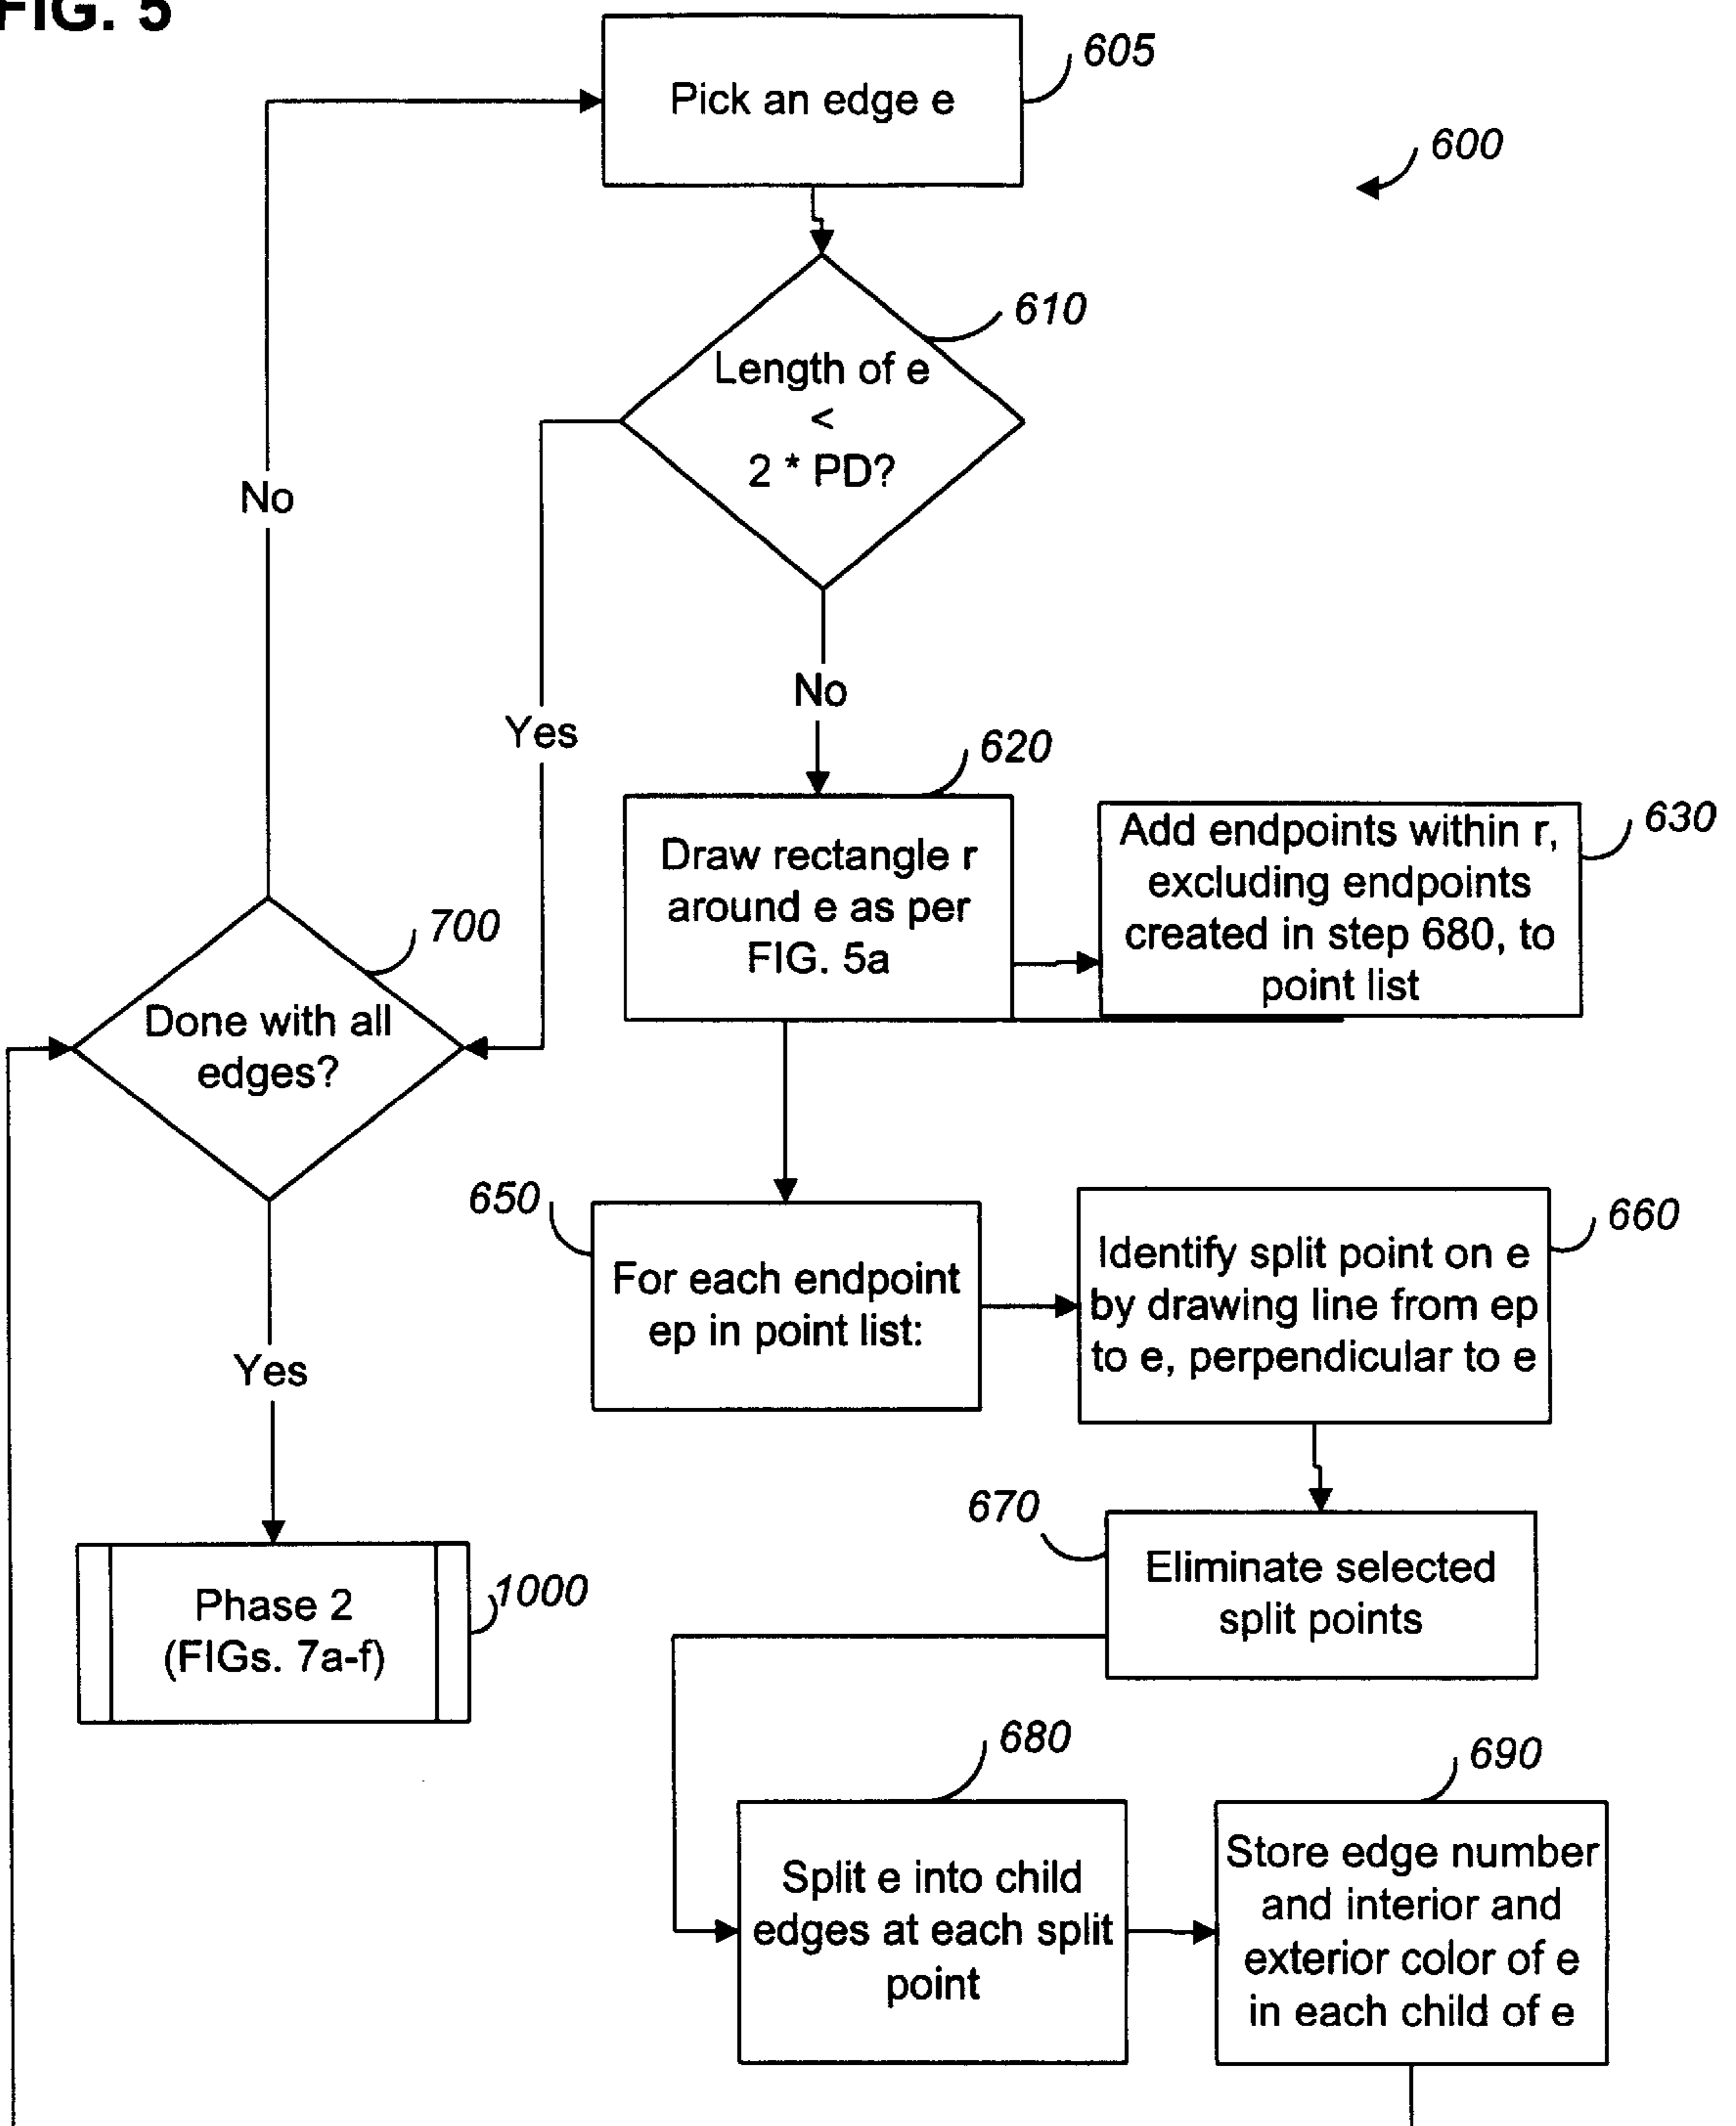 FIG. 5
605
Pick an edge e
600
610
Length of e
<
2 * PD?
No
No
Yes
620
Draw rectangle r
around e as per
FIG. 5a
630
Add endpoints within r,
excluding endpoints
created in step 680, to
point list
700
Done with all
edges?
650
For each endpoint
ep in point list:
660
Identify split point on e
by drawing line from ep
to e, perpendicular to e
Yes
670
Eliminate selected
split points
Phase 2
(FIGs. 7a-f)
1000
680
Split e into child
edges at each split
point
690
Store edge number
and interior and
exterior color of e
in each child of e